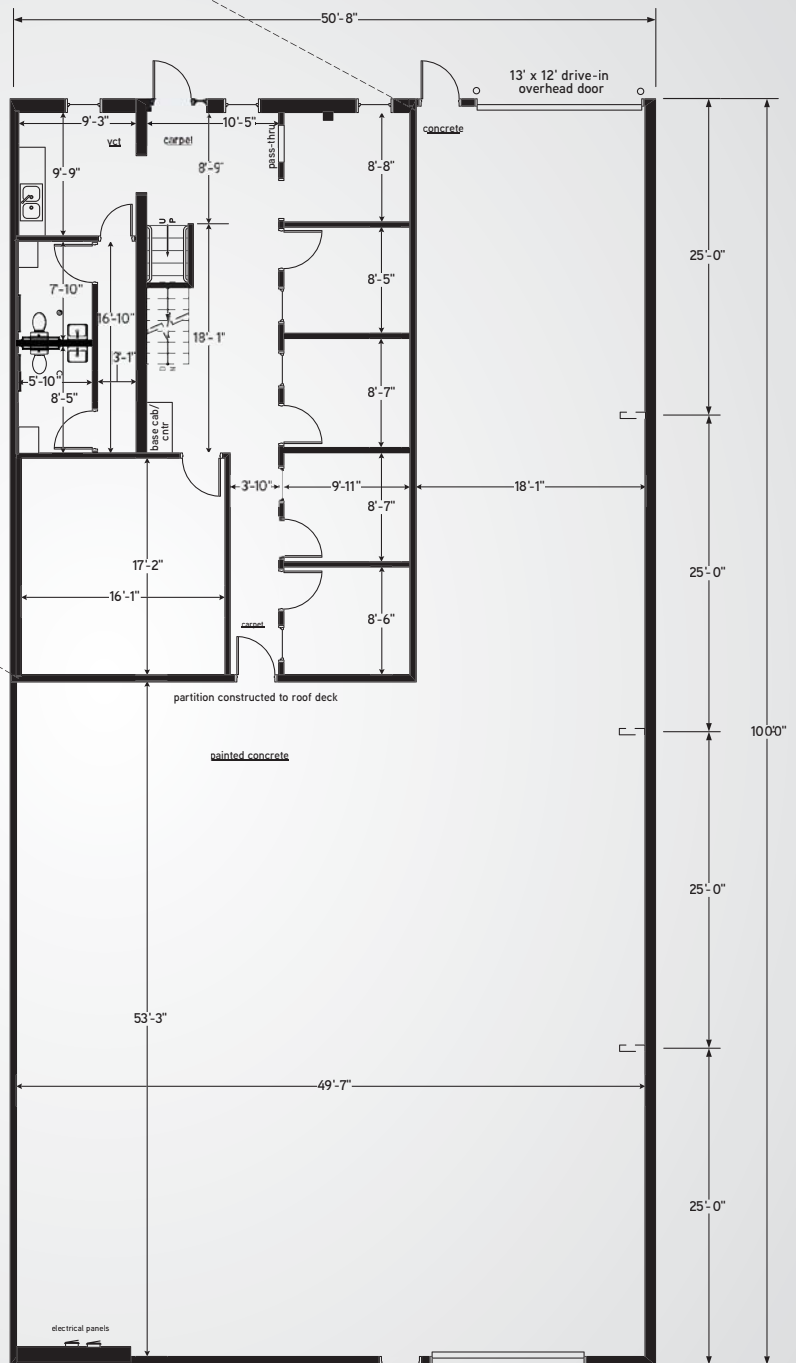 50'-8"
13' x 12' drive-in
overhead door
9'-3"
10'-5"
vct
carpet
pass-thru
concrete
9'-9"
8'-9"
8'-8"
UP
25'-0"
8'-5"
7'-10"
16'-10"
18'-1"
3'-1"
5'-10"
8'-5"
8'-7"
base cab/
cntr
3'-10"
9'-11"
18'-1"
8'-7"
17'-2"
25'-0"
16'-1"
8'-6"
carpet
partition constructed to roof deck
painted concrete
100'0"
25'-0"
53'-3"
49'-7"
25'-0"
electrical panels